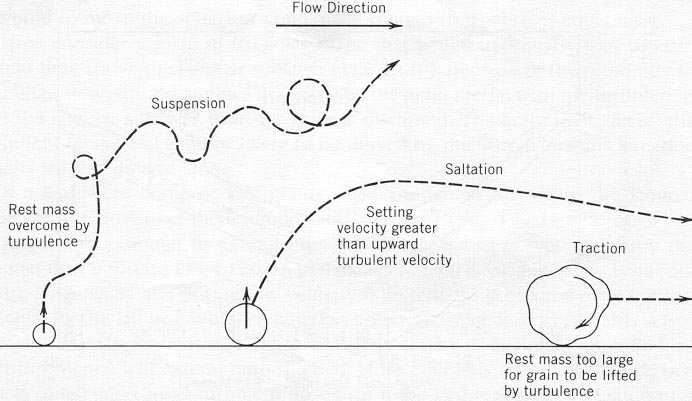 Flow Direction
Suspension
Saltation
Rest mass
overcome by
turbulence
Setting
velocity greater
than upward
turbulent velocity
Traction
Rest mass too large
for grain to be lifted
by turbulence